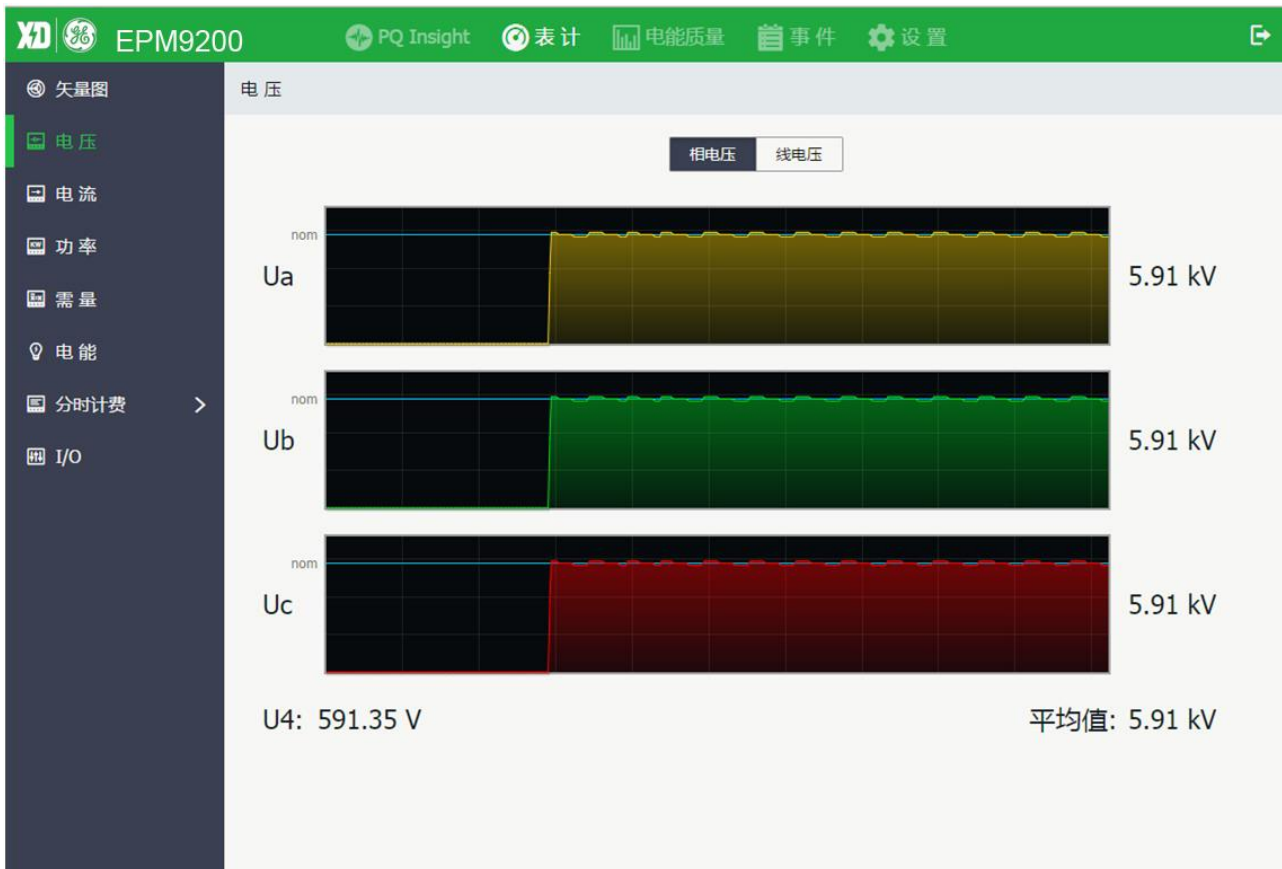 XD GE EPM9200 PQ Insight 表计 电能质量 事件 设置
矢量图
电压
电流
功率
需量
电能
分时计费
I/O
电压
相电压 线电压
nom
Ua 5.91 kV
nom
Ub 5.91 kV
nom
Uc 5.91 kV
U4: 591.35 V 平均值: 5.91 kV